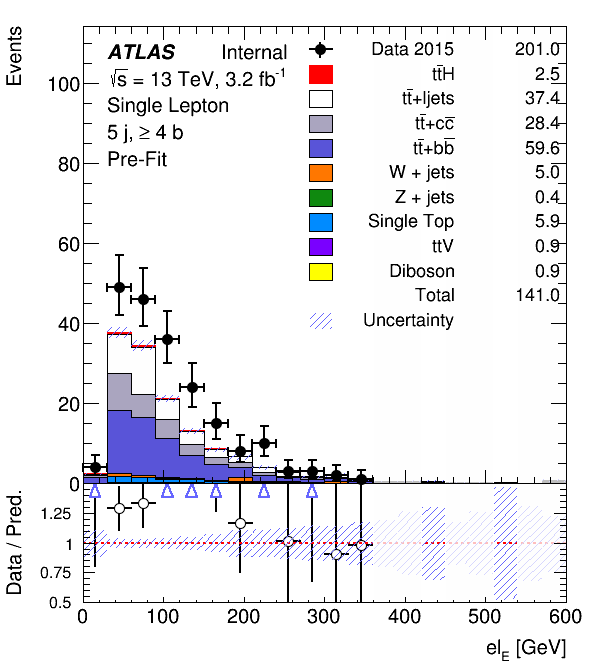 Events
ATLAS Internal
√s = 13 TeV, 3.2 fb⁻¹
Single Lepton
5 j, ≥ 4 b
Pre-Fit
Data 2015 201.0
tt̄H 2.5
tt̄+ljets 37.4
tt̄+cc̄ 28.4
tt̄+bb̄ 59.6
W + jets 5.0
Z + jets 0.4
Single Top 5.9
ttV 0.9
Diboson 0.9
Total 141.0
Uncertainty
100
80
60
40
20
0
Data / Pred.
1.25
1
0.75
0.5
0 100 200 300 400 500 600
el_E [GeV]